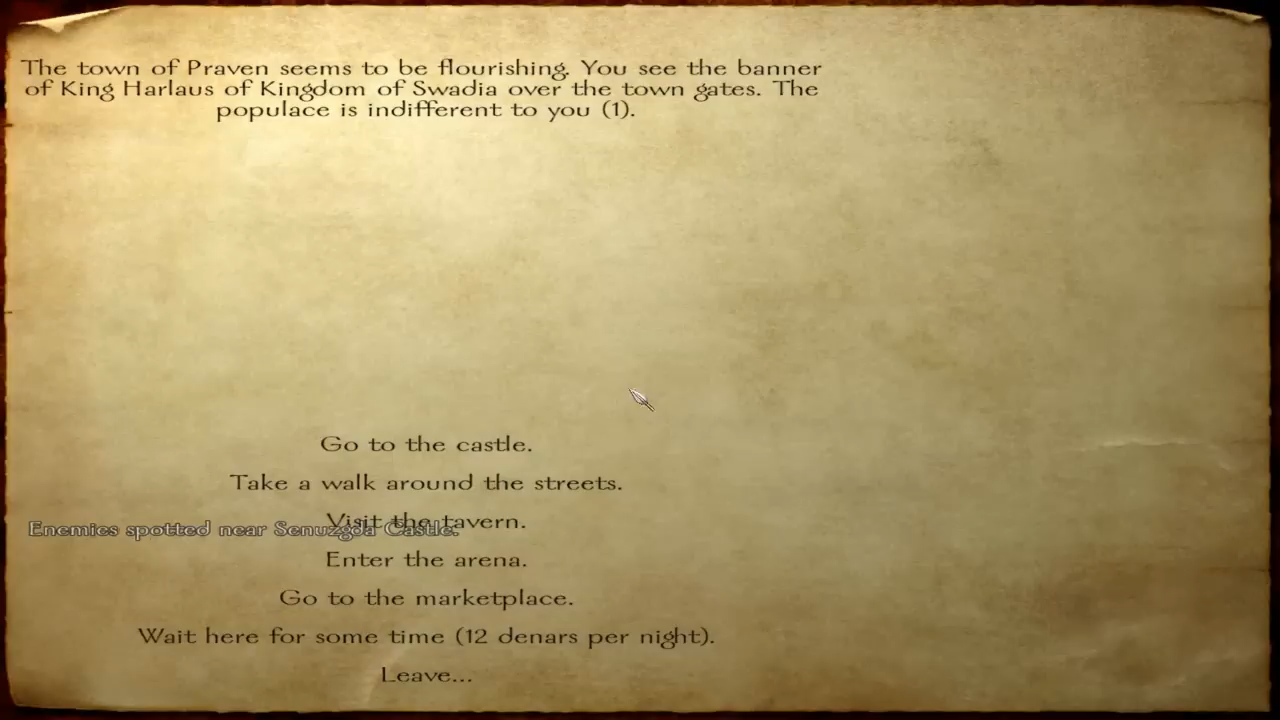 The town of Praven seems to be flourishing. You see the banner
of King Harlaus of Kingdom of Swadia over the town gates. The
populace is indifferent to you (1).
Go to the castle.
Take a walk around the streets.
Visit the tavern.
Enemies spotted near Senuzgda Castle.
Enter the arena.
Go to the marketplace.
Wait here for some time (12 denars per night).
Leave...